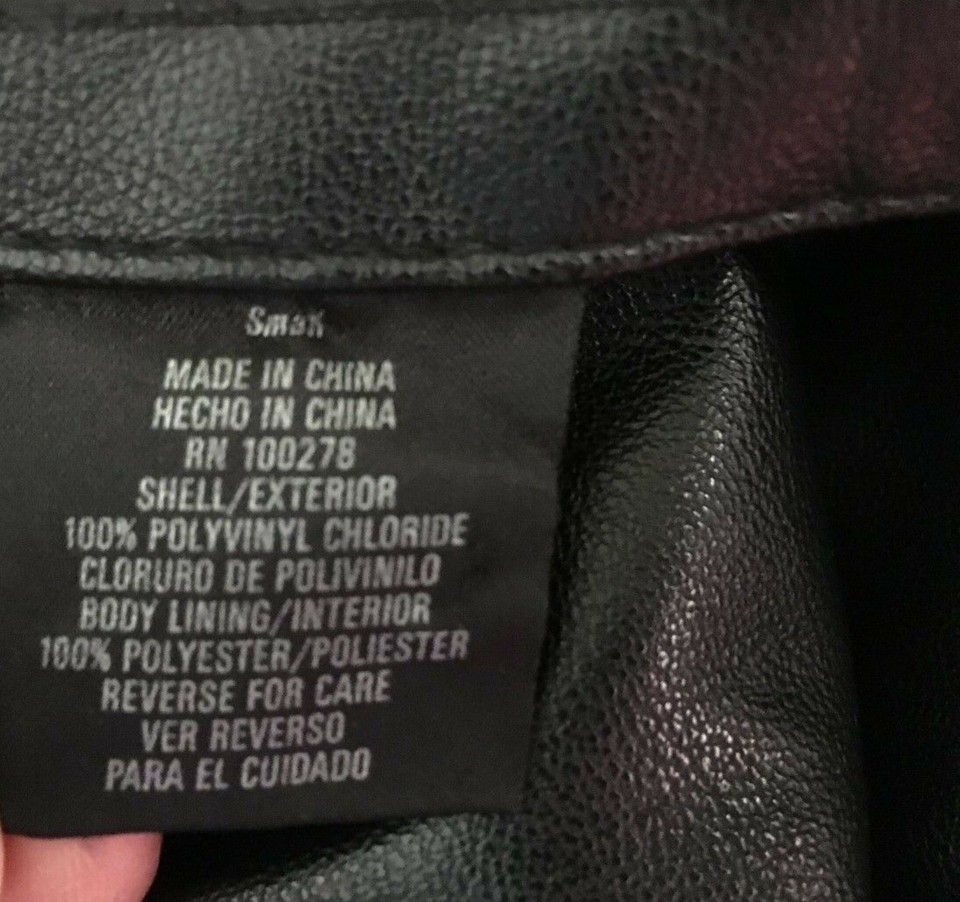 Small
MADE IN CHINA
HECHO IN CHINA
RN 100278
SHELL/EXTERIOR
100% POLYVINYL CHLORIDE
CLORURO DE POLIVINILO
BODY LINING/INTERIOR
100% POLYESTER/POLIESTER
REVERSE FOR CARE
VER REVERSO
PARA EL CUIDADO